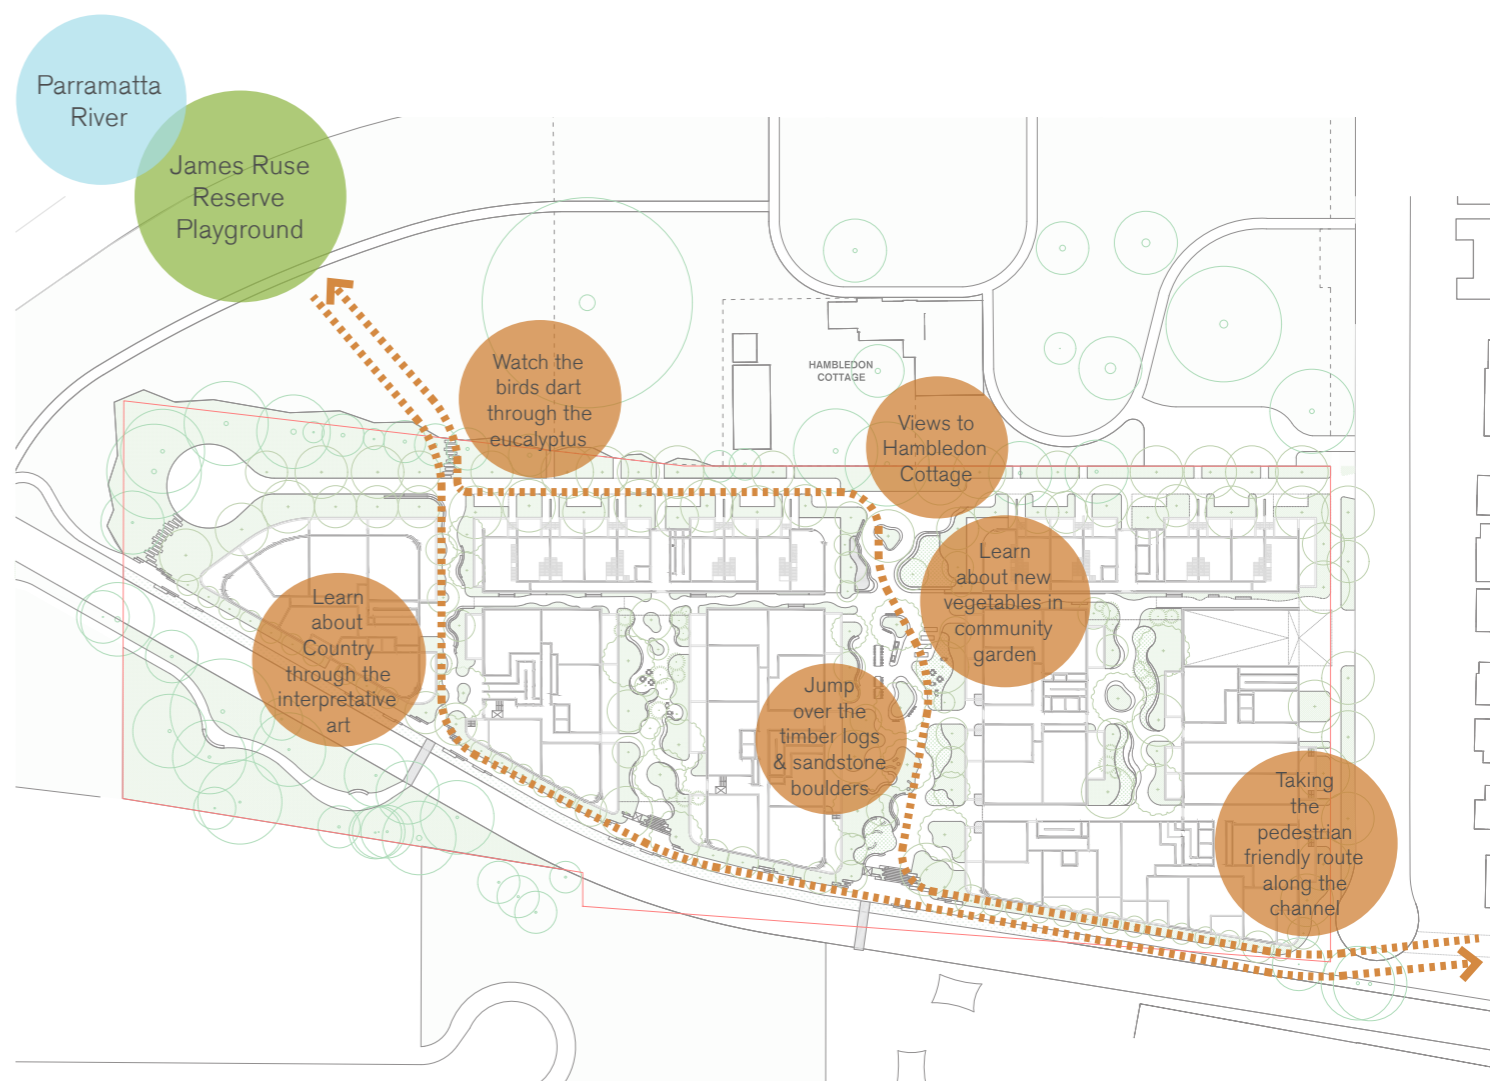 Parramatta
River
James Ruse
Reserve
Playground
Watch the
birds dart
through the
eucalyptus
HAMBLEDON
COTTAGE
Views to
Hambledon
Cottage
Learn
about new
vegetables in
community
garden
Learn
about
Country
through the
interpretative
art
Jump
over the
timber logs
& sandstone
boulders
Taking
the
pedestrian
friendly route
along the
channel